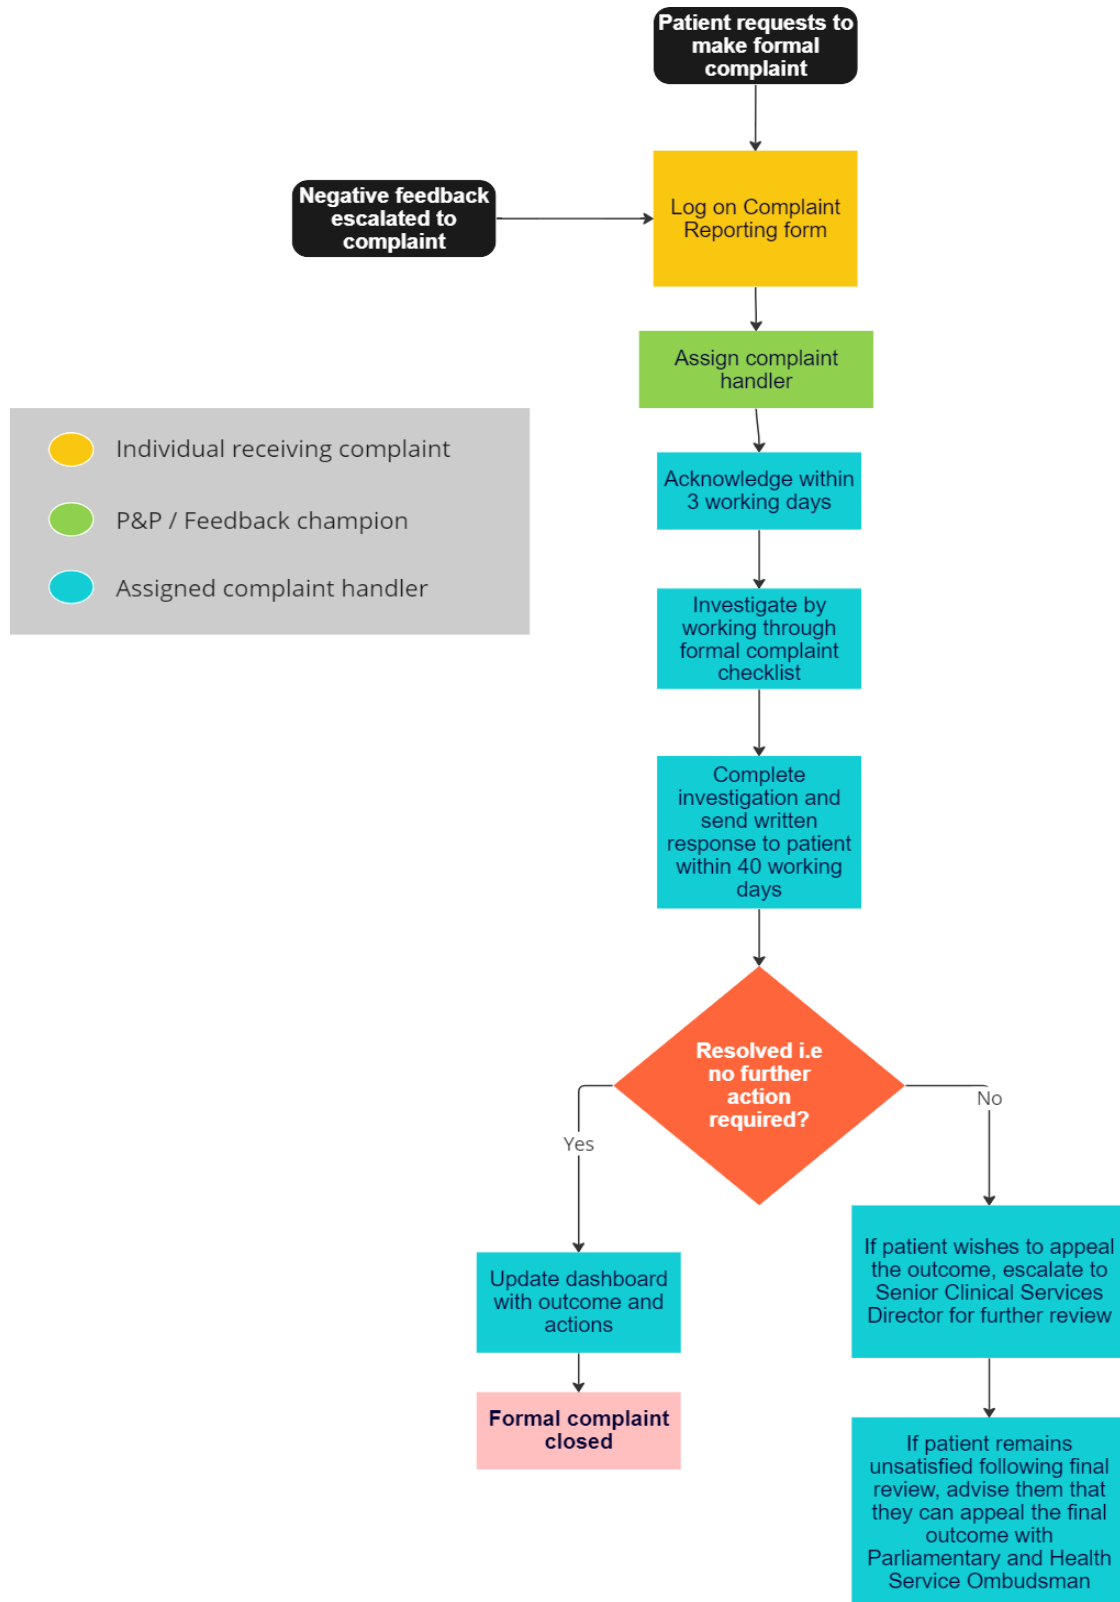 Patient requests to
make formal
complaint
Negative feedback
escalated to
complaint
Log on Complaint
Reporting form
Assign complaint
handler
Individual receiving complaint
P&P / Feedback champion
Assigned complaint handler
Acknowledge within
3 working days
Investigate by
working through
formal complaint
checklist
Complete
investigation and
send written
response to patient
within 40 working
days
Resolved i.e
no further
action
required?
Yes
No
Update dashboard
with outcome and
actions
Formal complaint
closed
If patient wishes to appeal
the outcome, escalate to
Senior Clinical Services
Director for further review
If patient remains
unsatisfied following final
review, advise them that
they can appeal the final
outcome with
Parliamentary and Health
Service Ombudsman